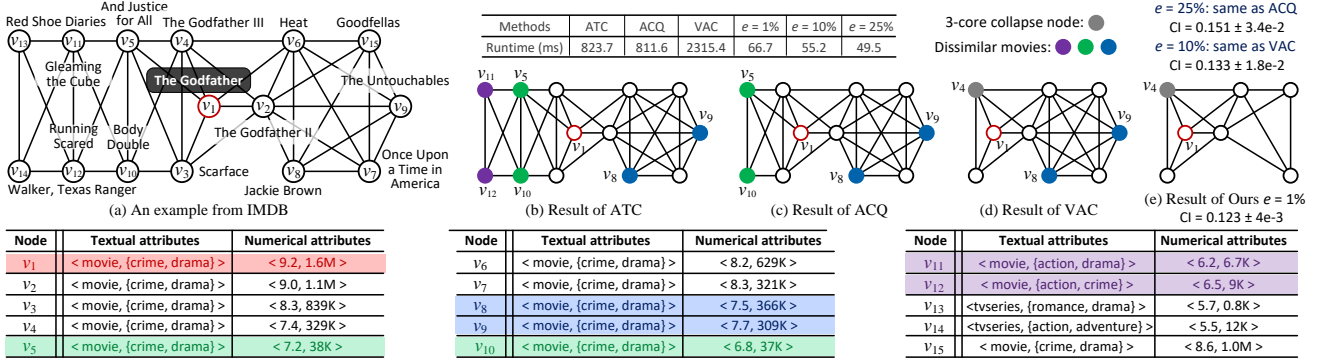 Red Shoe Diaries
And Justice
for All
The Godfather III
Heat
Goodfellas
v13
v11
v5
v4
v6
v15
Gleaming
the Cube
The Godfather
The Untouchables
v1
v2
v9
The Godfather II
Running
Scared
Body
Double
v14
v12
v10
v3
v8
v7
Scarface
Once Upon
a Time in
America
Walker, Texas Ranger
Jackie Brown
(a) An example from IMDB
Methods ATC ACQ VAC e = 1% e = 10% e = 25%
Runtime (ms) 823.7 811.6 2315.4 66.7 55.2 49.5
3-core collapse node:
Dissimilar movies:
e = 25%: same as ACQ
CI = 0.151 ± 3.4e-2
e = 10%: same as VAC
CI = 0.133 ± 1.8e-2
v11
v5
v9
v1
v12
v10
v8
(b) Result of ATC
v5
v9
v1
v10
v8
(c) Result of ACQ
v4
v9
v1
v8
(d) Result of VAC
v4
v1
(e) Result of Ours e = 1%
CI = 0.123 ± 4e-3
Node Textual attributes Numerical attributes
v1 < movie, {crime, drama} > < 9.2, 1.6M >
v2 < movie, {crime, drama} > < 9.0, 1.1M >
v3 < movie, {crime, drama} > < 8.3, 839K >
v4 < movie, {crime, drama} > < 7.4, 329K >
v5 < movie, {crime, drama} > < 7.2, 38K >
Node Textual attributes Numerical attributes
v6 < movie, {crime, drama} > < 8.2, 629K >
v7 < movie, {crime, drama} > < 8.3, 321K >
v8 < movie, {crime, drama} > < 7.5, 366K >
v9 < movie, {crime, drama} > < 7.7, 309K >
v10 < movie, {crime, drama} > < 6.8, 37K >
Node Textual attributes Numerical attributes
v11 < movie, {action, drama} > < 6.2, 6.7K >
v12 < movie, {action, crime} > < 6.5, 9K >
v13 <tvseries, {romance, drama} > < 5.7, 0.8K >
v14 <tvseries, {action, adventure} > < 5.5, 12K >
v15 < movie, {crime, drama} > < 8.6, 1.0M >